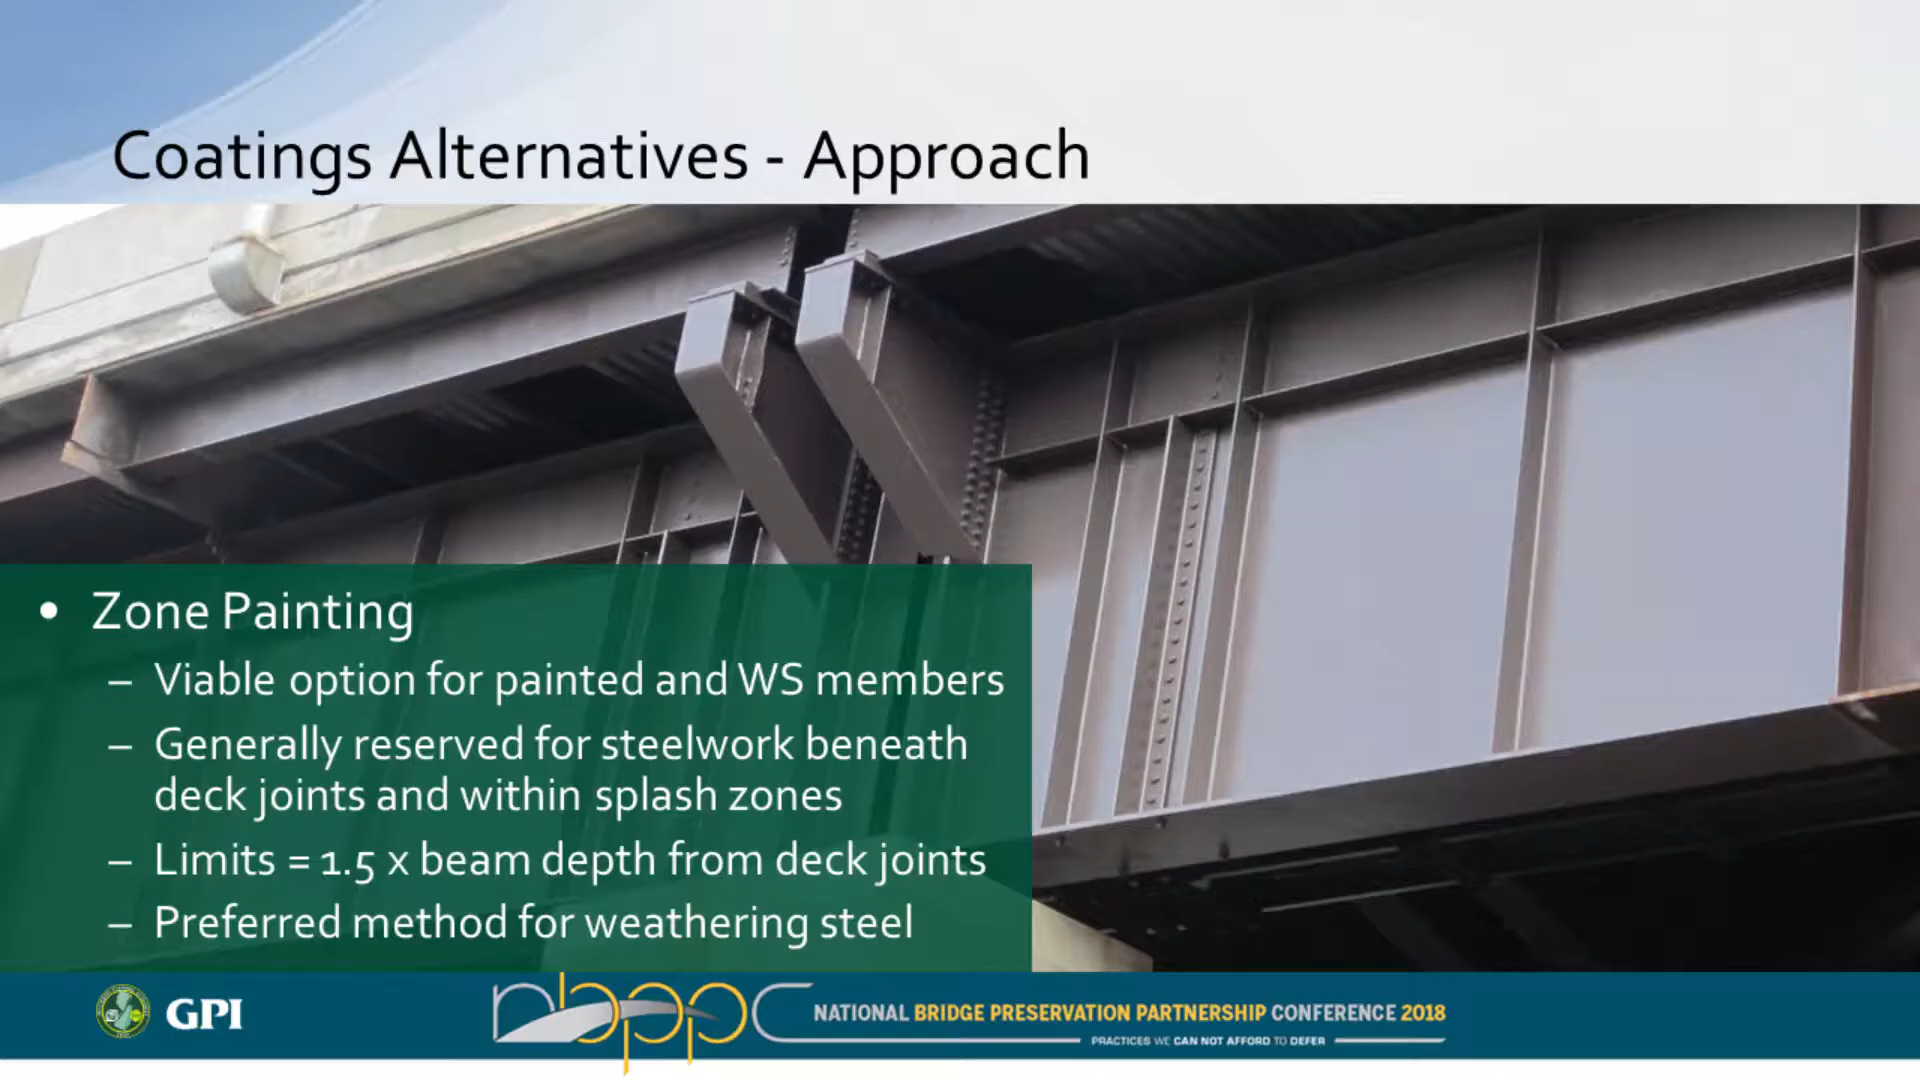 Coatings Alternatives - Approach
• Zone Painting
– Viable option for painted and WS members
– Generally reserved for steelwork beneath
deck joints and within splash zones
– Limits = 1.5 x beam depth from deck joints
– Preferred method for weathering steel
GPI
nbppc
NATIONAL BRIDGE PRESERVATION PARTNERSHIP CONFERENCE 2018
PRACTICES WE CAN NOT AFFORD TO DEFER